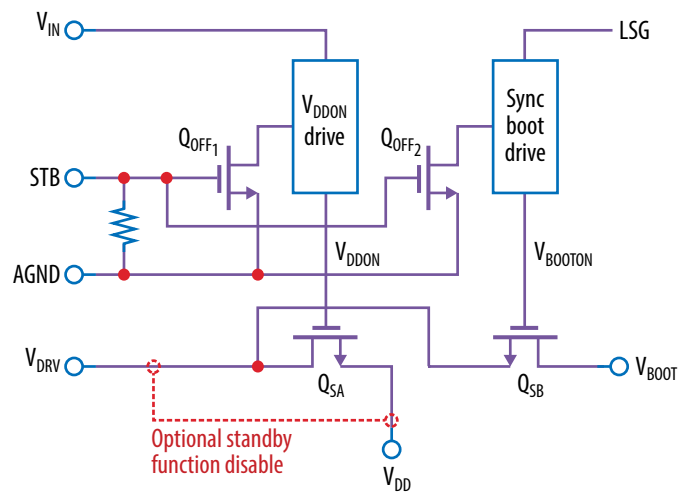 VIN
LSG
VDDON
drive
Sync
boot
drive
QOFF1
QOFF2
STB
VDDON
VBOOTON
AGND
VDRV
QSA
QSB
VBOOT
Optional standby
function disable
VDD